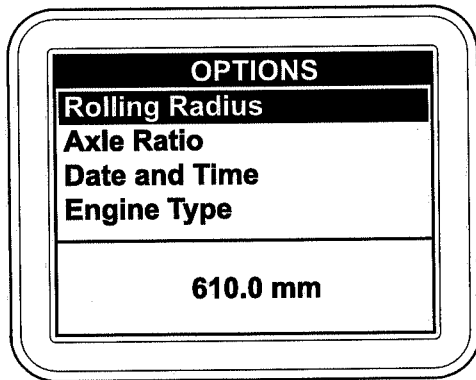 OPTIONS
Rolling Radius
Axle Ratio
Date and Time
Engine Type
610.0 mm